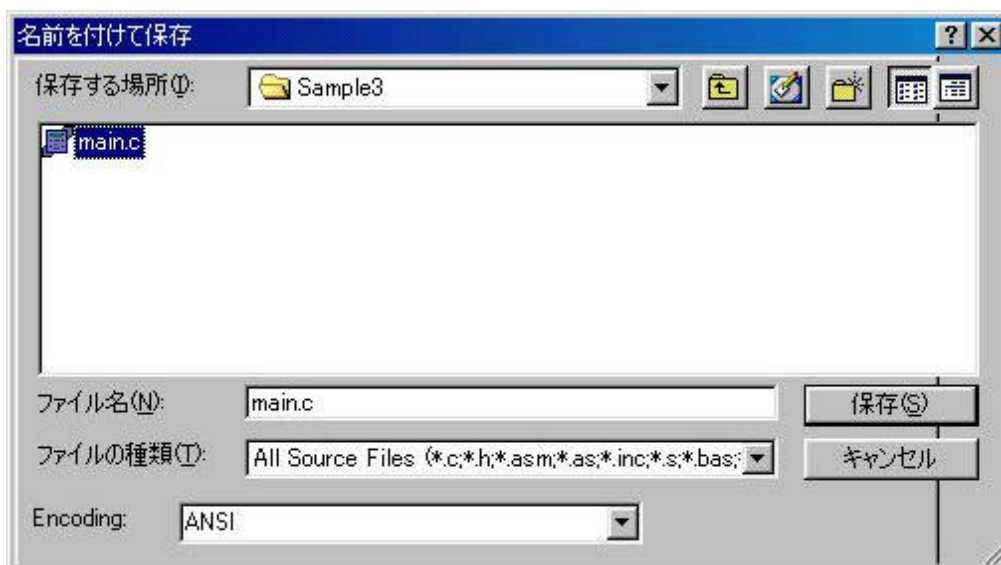 名前を付けて保存
保存する場所(I): Sample3
main.c
ファイル名(N): main.c 保存(S)
ファイルの種類(T): All Source Files (*.c;*.h;*.asm;*.as;*.inc;*.s;*.bas; キャンセル
Encoding: ANSI